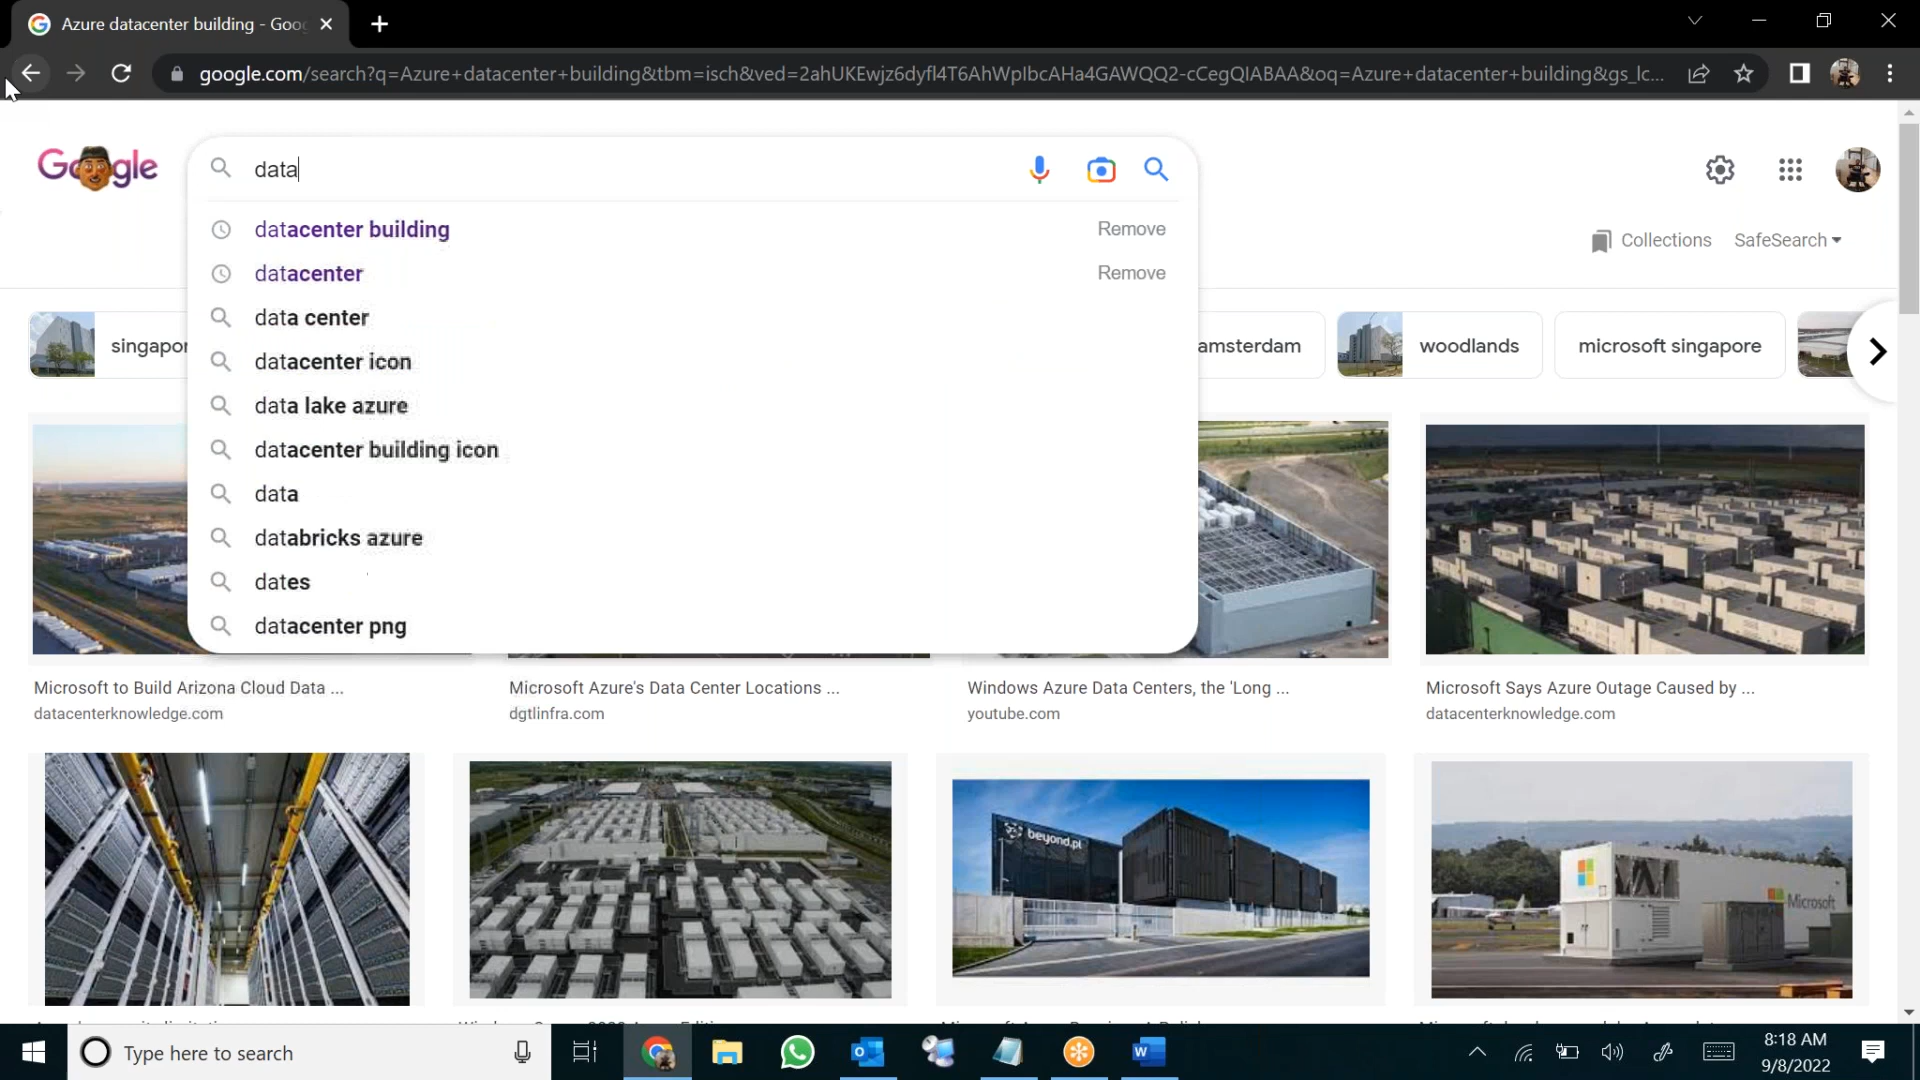 Azure datacenter building - Goo
google.com/search?q=Azure+datacenter+building&tbm=isch&ved=2ahUKEwjz6dyfl4T6AhWplbcAHa4GAWQQ2-cCegQIABAA&oq=Azure+datacenter+building&gs_lc...
Google
data
datacenter building Remove
datacenter Remove
data center
datacenter icon
data lake azure
datacenter building icon
data
databricks azure
dates
datacenter png
Collections SafeSearch
singapor
amsterdam
woodlands
microsoft singapore
Microsoft to Build Arizona Cloud Data ...
datacenterknowledge.com
Microsoft Azure's Data Center Locations ...
dgtlinfra.com
Windows Azure Data Centers, the 'Long ...
youtube.com
Microsoft Says Azure Outage Caused by ...
datacenterknowledge.com
beyond.pl
Microsoft
Type here to search
8:18 AM
9/8/2022